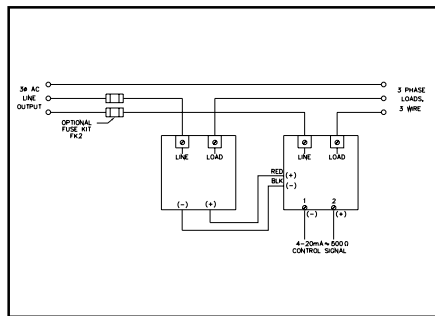 3Ø AC
LINE
OUTPUT
OPTIONAL
FUSE KIT
FK2
3 PHASE
LOADS,
3 WIRE
LINE
LOAD
LINE
LOAD
RED
(+)
BLK
(-)
(-)
(+)
1
2
(-)
(+)
4-20mA ≈ 500 Ω
CONTROL SIGNAL